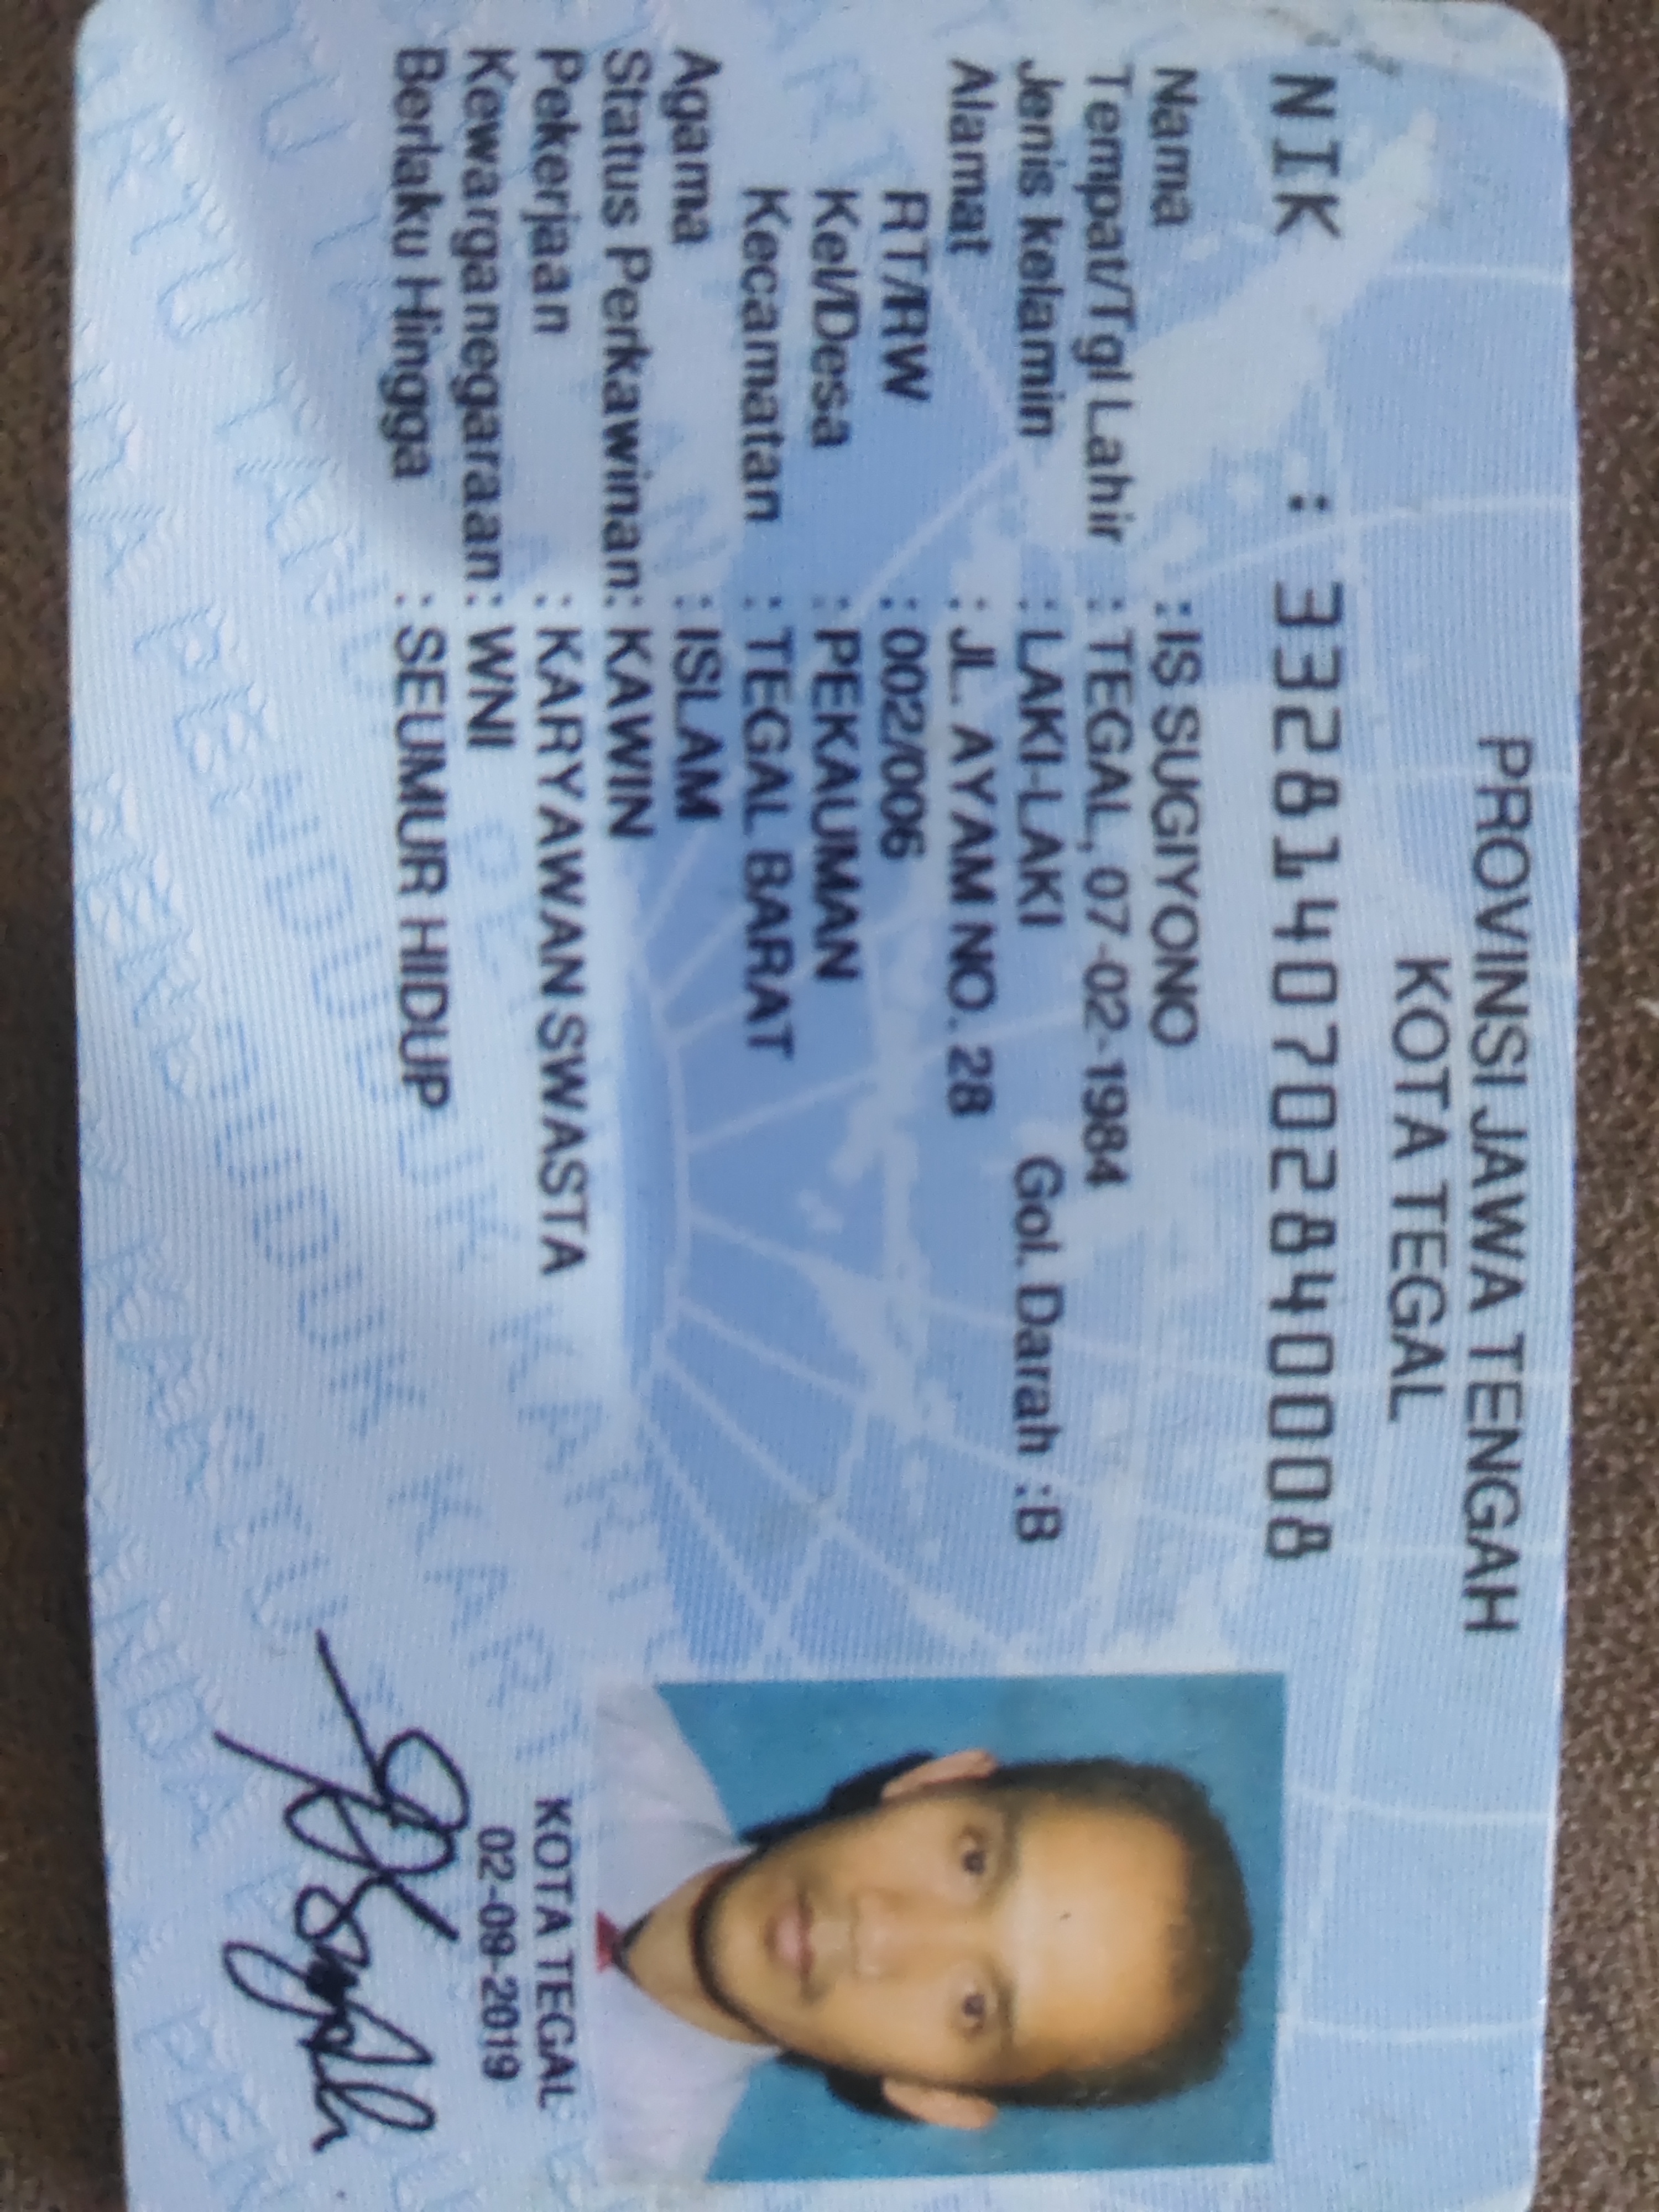 PROVINSI JAWA TENGAH
KOTA TEGAL
NIK : 3328140702840008
Nama : IS SUGIYONO
Tempat/Tgl Lahir : TEGAL, 07-02-1984
Jenis kelamin : LAKI-LAKI Gol. Darah : B
Alamat : JL. AYAM NO. 28
RT/RW : 002/006
Kel/Desa : PEKAUMAN
Kecamatan : TEGAL BARAT
Agama : ISLAM
Status Perkawinan: KAWIN
Pekerjaan : KARYAWAN SWASTA
Kewarganegaraan: WNI
Berlaku Hingga : SEUMUR HIDUP
KOTA TEGAL
02-09-2019